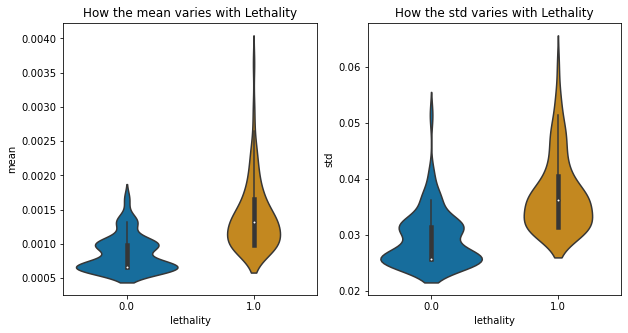 How the mean varies with Lethality
How the std varies with Lethality
0.0040
0.0035
0.0030
0.0025
0.0020
0.0015
0.0010
0.0005
mean
0.0
1.0
lethality
0.06
0.05
0.04
0.03
0.02
std
0.0
1.0
lethality